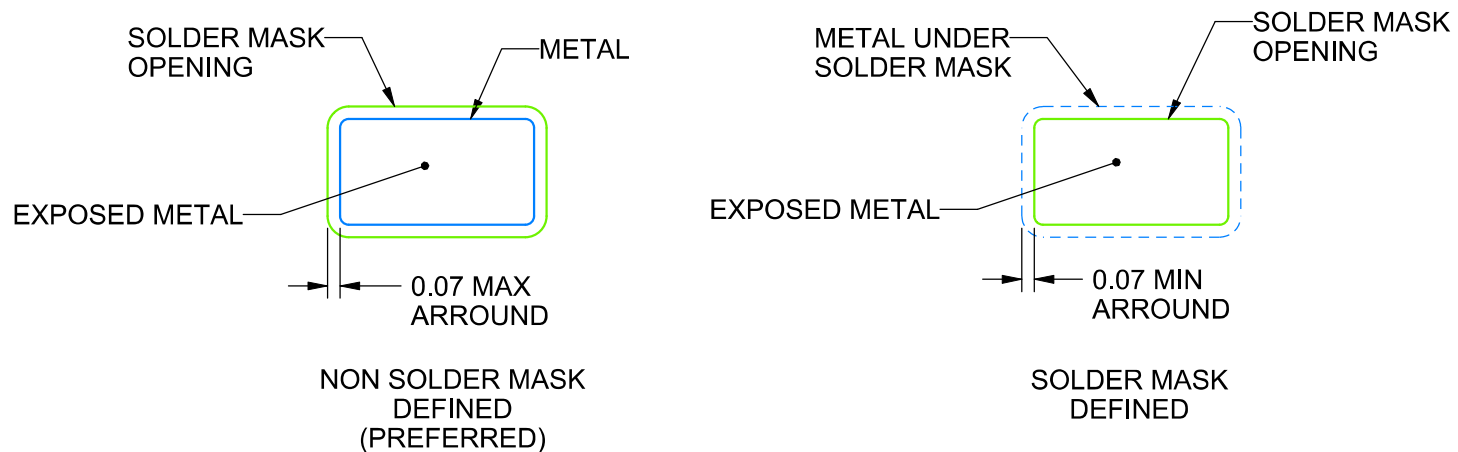 SOLDER MASK
OPENING
METAL
EXPOSED METAL
0.07 MAX
ARROUND
NON SOLDER MASK
DEFINED
(PREFERRED)
METAL UNDER
SOLDER MASK
SOLDER MASK
OPENING
EXPOSED METAL
0.07 MIN
ARROUND
SOLDER MASK
DEFINED